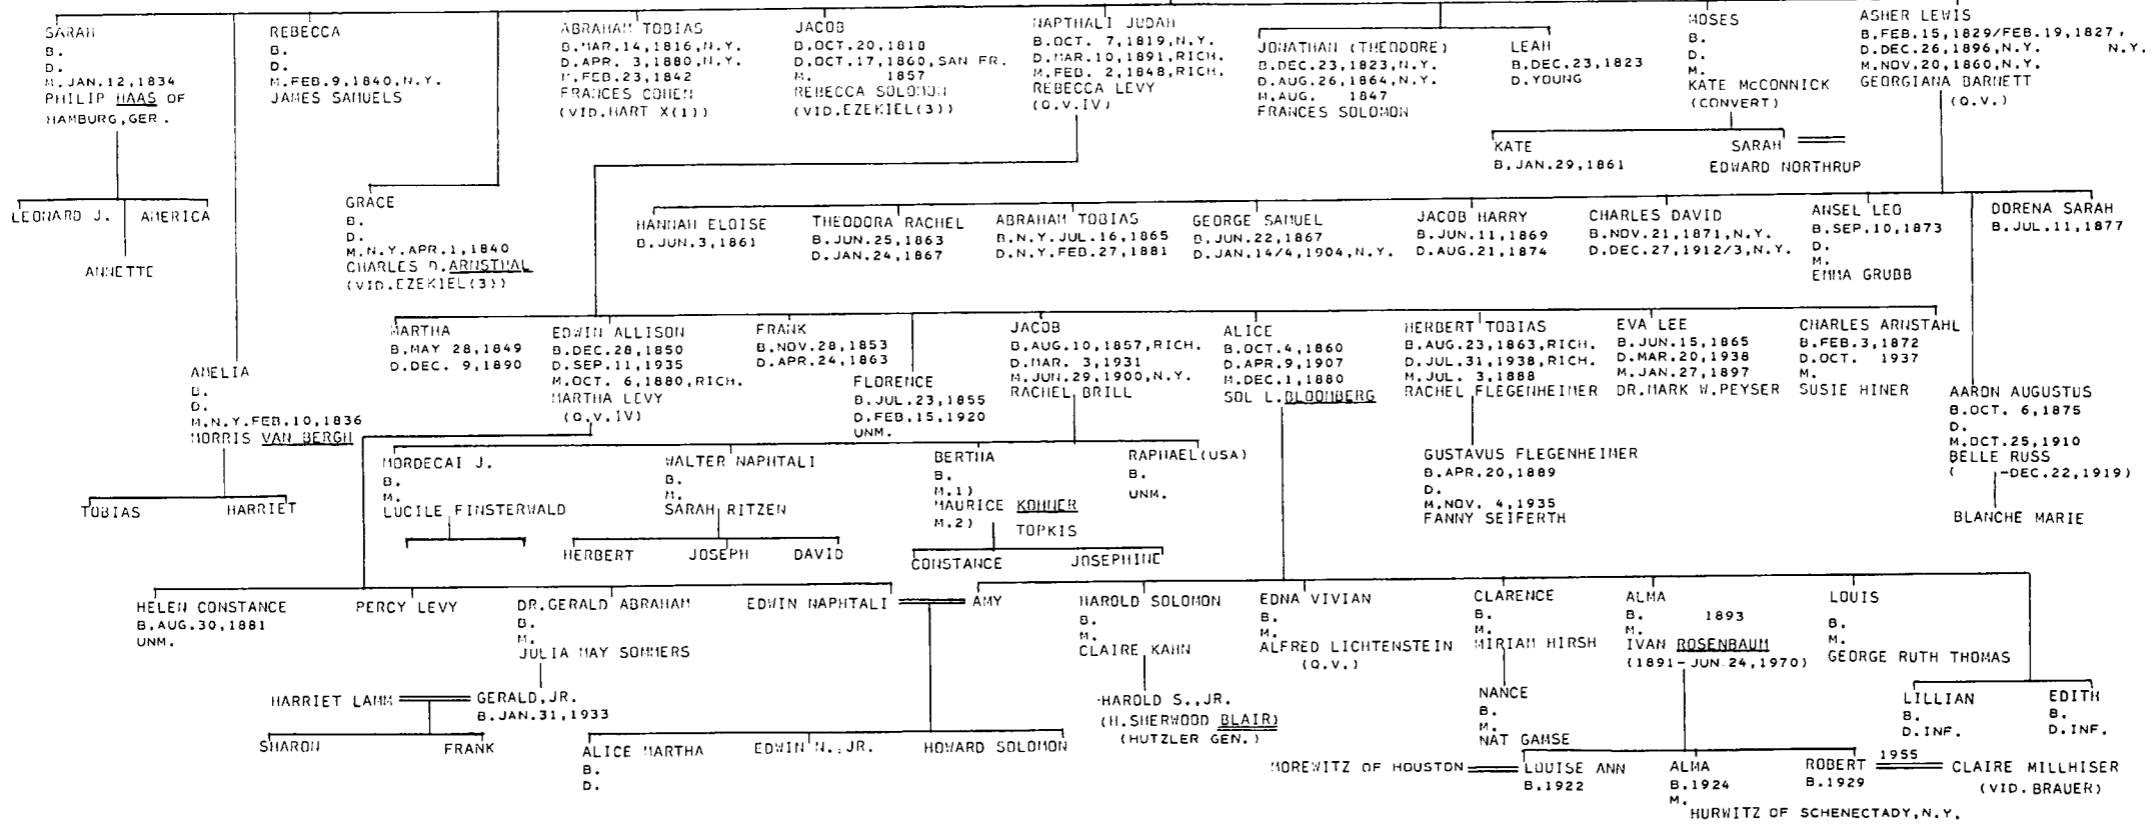 SARAH
B.
D.
M.JAN.12,1834
PHILIP HAAS OF
HAMBURG,GER.
REBECCA
B.
D.
M.FEB.9,1840,N.Y.
JAMES SAMUELS
ABRAHAM TOBIAS
B.MAR.14,1816,N.Y.
D.APR. 3,1880,N.Y.
M.FEB.23,1842
FRANCES COHEN
(VID.HART X(1))
JACOB
B.OCT.20,1818
D.OCT.17,1860,SAN FR.
M. 1857
REBECCA SOLOMON
(VID.EZEKIEL(3))
NAPTHALI JUDAH
B.OCT. 7,1819,N.Y.
D.MAR.10,1891,RICH.
M.FEB. 2,1848,RICH.
REBECCA LEVY
(Q.V.IV)
JONATHAN (THEODORE)
B.DEC.23,1823,N.Y.
D.AUG.26,1864,N.Y.
M.AUG. 1847
FRANCES SOLOMON
LEAH
B.DEC.23,1823
D.YOUNG
MOSES
B.
D.
M.
KATE McCONNICK
(CONVERT)
ASHER LEWIS
B.FEB.15,1829/FEB.19,1827,
N.Y.
D.DEC.26,1896,N.Y.
M.NOV.20,1860,N.Y.
GEORGIANA BARNETT
(Q.V.)
KATE
B.JAN.29,1861
SARAH
EDWARD NORTHRUP
LEONARD J.
AMERICA
ANNETTE
GRACE
B.
D.
M.N.Y.APR.1,1840
CHARLES D.ARNSTHAL
(VID.EZEKIEL(3))
HANNAH ELOISE
B.JUN.3,1861
THEODORA RACHEL
B.JUN.25,1863
D.JAN.24,1867
ABRAHAM TOBIAS
B.N.Y.JUL.16,1865
D.N.Y.FEB.27,1881
GEORGE SAMUEL
B.JUN.22,1867
D.JAN.14/4,1904,N.Y.
JACOB HARRY
B.JUN.11,1869
D.AUG.21,1874
CHARLES DAVID
B.NOV.21,1871,N.Y.
D.DEC.27,1912/3,N.Y.
ANSEL LEO
B.SEP.10,1873
D.
M.
EMMA GRUBB
DORENA SARAH
B.JUL.11,1877
MARTHA
B.MAY 28,1849
D.DEC. 9,1890
EDWIN ALLISON
B.DEC.28,1850
D.SEP.11,1935
M.OCT. 6,1880,RICH.
MARTHA LEVY
(Q.V.IV)
FRANK
B.NOV.28,1853
D.APR.24,1863
FLORENCE
B.JUL.23,1855
D.FEB.15,1920
UNM.
JACOB
B.AUG.10,1857,RICH.
D.MAR. 3,1931
M.JUN.29,1900,N.Y.
RACHEL BRILL
ALICE
B.OCT.4,1860
D.APR.9,1907
M.DEC.1,1880
SOL L.BLOOMBERG
HERBERT TOBIAS
B.AUG.23,1863,RICH.
D.JUL.31,1938,RICH.
M.JUL. 3,1888
RACHEL FLEGENHEIMER
EVA LEE
B.JUN.15,1865
D.MAR.20,1938
M.JAN.27,1897
DR.MARK W.PEYSER
CHARLES ARNSTAHL
B.FEB.3,1872
D.OCT. 1937
M.
SUSIE HINER
AARON AUGUSTUS
B.OCT. 6,1875
D.
M.OCT.25,1910
BELLE RUSS
( -DEC.22,1919)
BLANCHE MARIE
AMELIA
B.
D.
M.N.Y.FEB.10,1836
MORRIS VAN BERGH
TOBIAS
HARRIET
MORDECAI J.
B.
M.
LUCILE FINSTERWALD
WALTER NAPHTALI
B.
M.
SARAH RITZEN
BERTHA
B.
M.1)
MAURICE KOHNER
M.2)
TOPKIS
RAPHAEL(USA)
B.
UNM.
GUSTAVUS FLEGENHEIMER
B.APR.20,1889
D.
M.NOV. 4,1935
FANNY SEIFERTH
HERBERT
JOSEPH
DAVID
CONSTANCE
JOSEPHINE
HELEN CONSTANCE
B.AUG.30,1881
UNM.
PERCY LEVY
DR.GERALD ABRAHAM
B.
M.
JULIA MAY SOMMERS
EDWIN NAPHTALI
AMY
HAROLD SOLOMON
B.
M.
CLAIRE KAHN
EDNA VIVIAN
B.
M.
ALFRED LICHTENSTEIN
(Q.V.)
CLARENCE
B.
M.
MIRIAM HIRSH
ALMA
B. 1893
M.
IVAN ROSENBAUM
(1891-JUN.24,1970)
LOUIS
B.
M.
GEORGE RUTH THOMAS
HARRIET LAMM
GERALD,JR.
B.JAN.31,1933
HAROLD S.,JR.
(H.SHERWOOD BLAIR)
(HUTZLER GEN.)
NANCE
B.
M.
NAT GAMSE
LILLIAN
B.
D.INF.
EDITH
B.
D.INF.
SHARON
FRANK
ALICE MARTHA
B.
D.
EDWIN N.,JR.
HOWARD SOLOMON
MOREWITZ OF HOUSTON
LOUISE ANN
B.1922
ALMA
B.1924
M.
HURWITZ OF SCHENECTADY,N.Y.
ROBERT
B.1929
1955
CLAIRE MILLHISER
(VID.BRAUER)